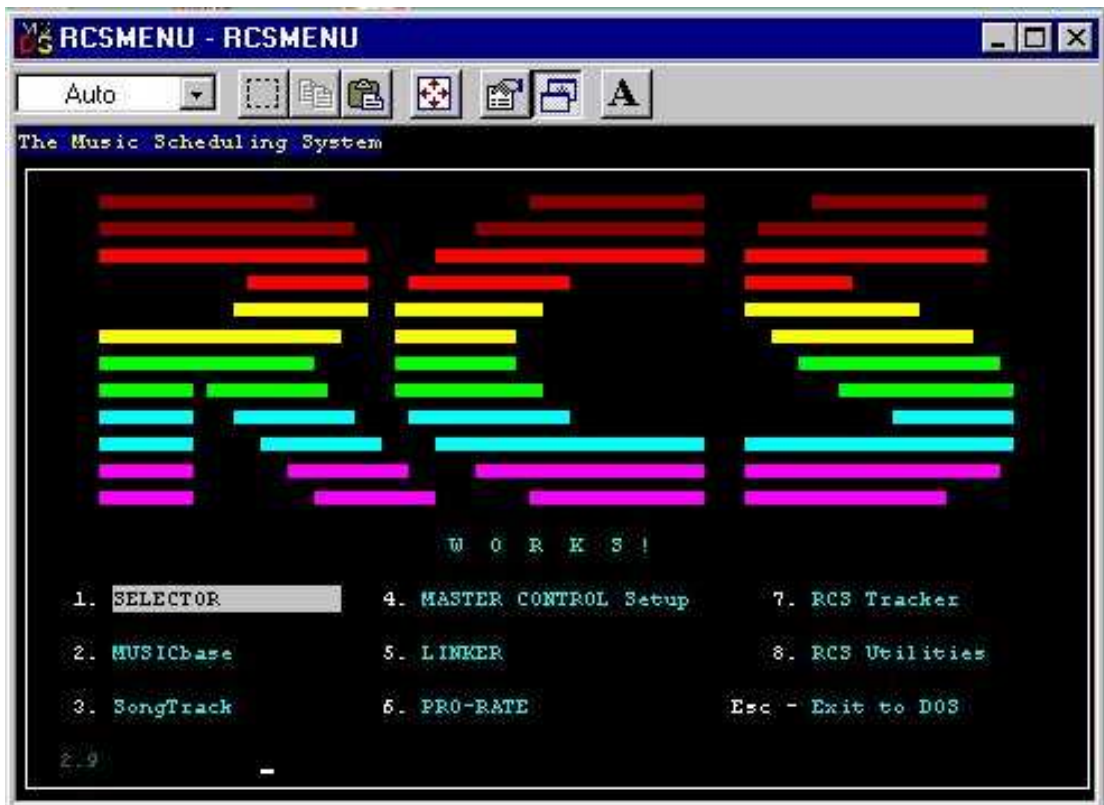 RCSMENU - RCSMENU
Auto
A
The Music Scheduling System
RCS
W O R K S !
1. SELECTOR 4. MASTER CONTROL Setup 7. RCS Tracker
2. MUSICbase 5. LINKER 8. RCS Utilities
3. SongTrack 6. PRO-RATE Esc - Exit to DOS
2.9